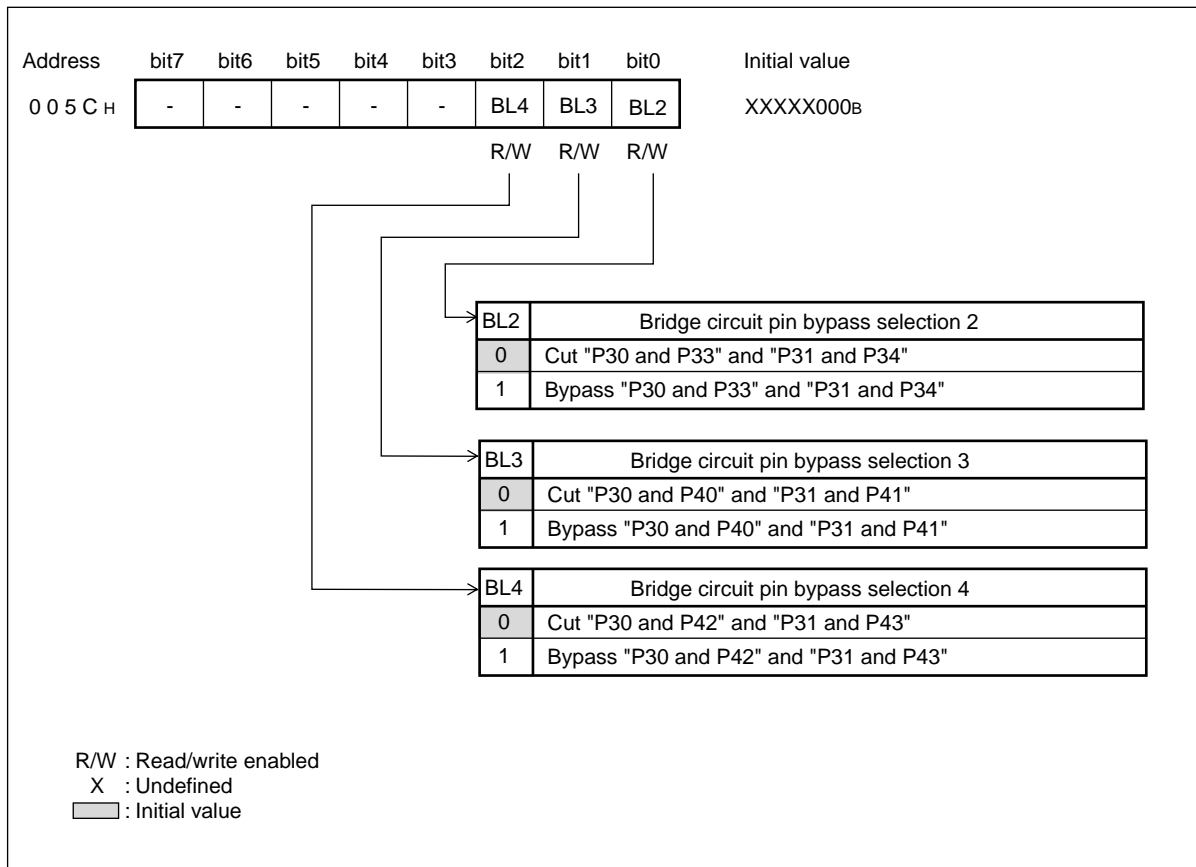 Address bit7 bit6 bit5 bit4 bit3 bit2 bit1 bit0 Initial value
0 0 5 C H - - - - - BL4 BL3 BL2 XXXXX000B
R/W R/W R/W
BL2 Bridge circuit pin bypass selection 2
0 Cut "P30 and P33" and "P31 and P34"
1 Bypass "P30 and P33" and "P31 and P34"
BL3 Bridge circuit pin bypass selection 3
0 Cut "P30 and P40" and "P31 and P41"
1 Bypass "P30 and P40" and "P31 and P41"
BL4 Bridge circuit pin bypass selection 4
0 Cut "P30 and P42" and "P31 and P43"
1 Bypass "P30 and P42" and "P31 and P43"
R/W : Read/write enabled
X : Undefined
: Initial value